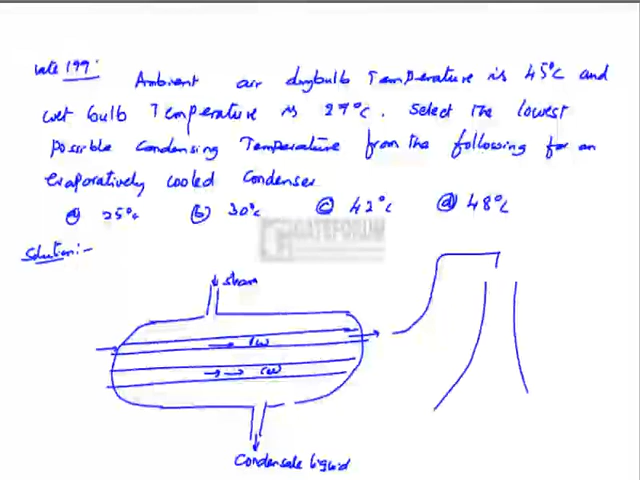 Ambient air drybulb Temperature is 45°C and
wet bulb Temperature is 27°C. Select the lowest
possible Condensing Temperature from the following for an
evaporatively cooled Condenser
(a) 25°C (b) 30°C (c) 42°C (d) 48°C
GATEFORUM
Solution:-
steam
cw
cw
Condensate liquid